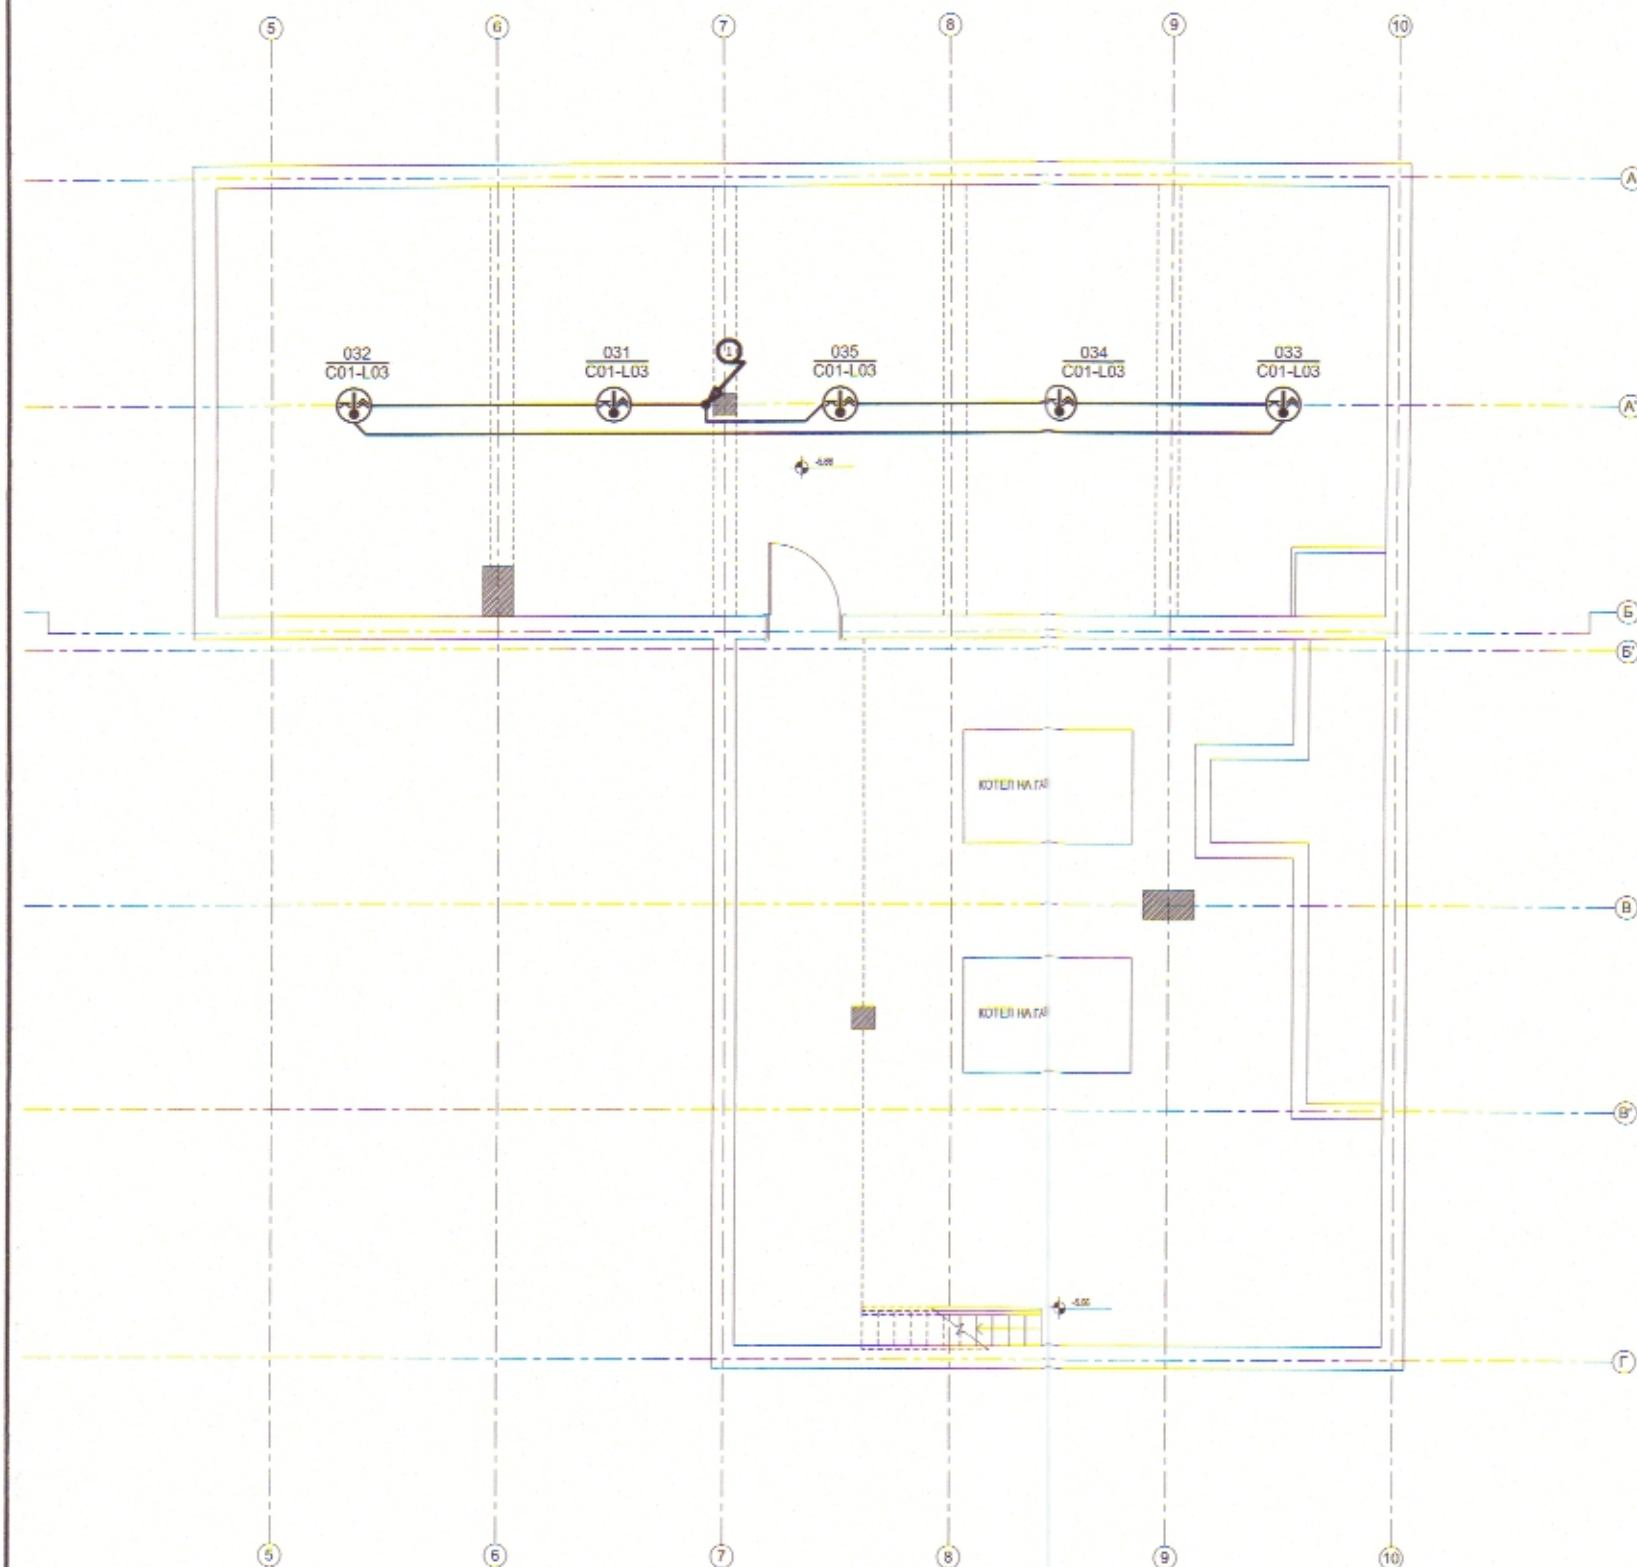 5 6 7 8 9 10
А
032 031 1 035 034 033
C01-L03 C01-L03 C01-L03 C01-L03 C01-L03
А'
Б
Б'
КОТЕЛ НА ГАЗ
В
КОТЕЛ НА ГАЗ
В'
Г
5 6 7 8 9 10